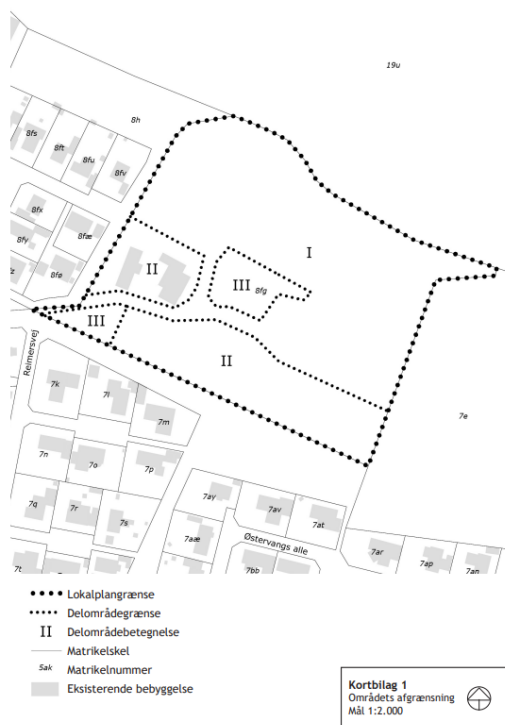 19u
8h
8fs
8ft
8fu
8fv
8fx
8fy
8fæ
8fø
I
II
III
8fg
III
II
Reimersvej
7k
7l
7m
7e
7n
7o
7p
7q
7r
7s
7ay
7av
7at
7aæ
Østervangs alle
7ar
7ap
7an
7t
7bb
Lokalplangrænse
Delområdegrænse
II Delområdebetegnelse
Matrikelskel
5ak Matrikelnummer
Eksisterende bebyggelse
Kortbilag 1
Områdets afgrænsning
Mål 1:2.000